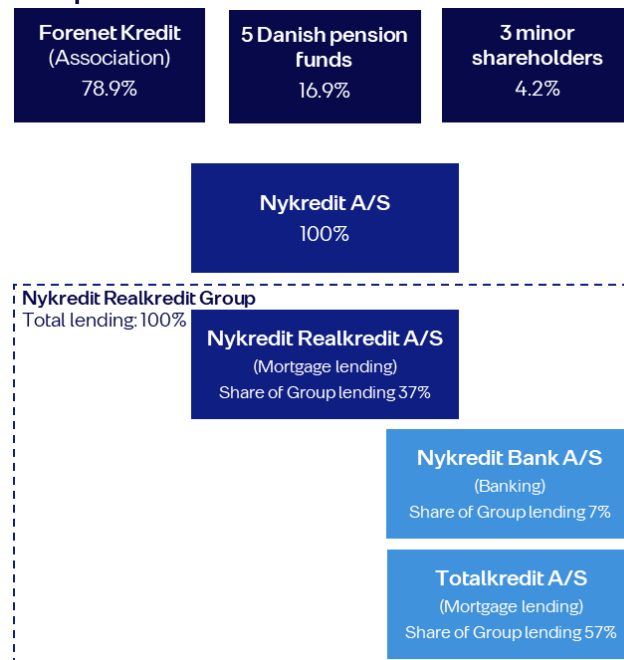 Forenet Kredit
(Association)
78.9%
5 Danish pension
funds
16.9%
3 minor
shareholders
4.2%
Nykredit A/S
100%
Nykredit Realkredit Group
Total lending: 100%
Nykredit Realkredit A/S
(Mortgage lending)
Share of Group lending 37%
Nykredit Bank A/S
(Banking)
Share of Group lending 7%
Totalkredit A/S
(Mortgage lending)
Share of Group lending 57%